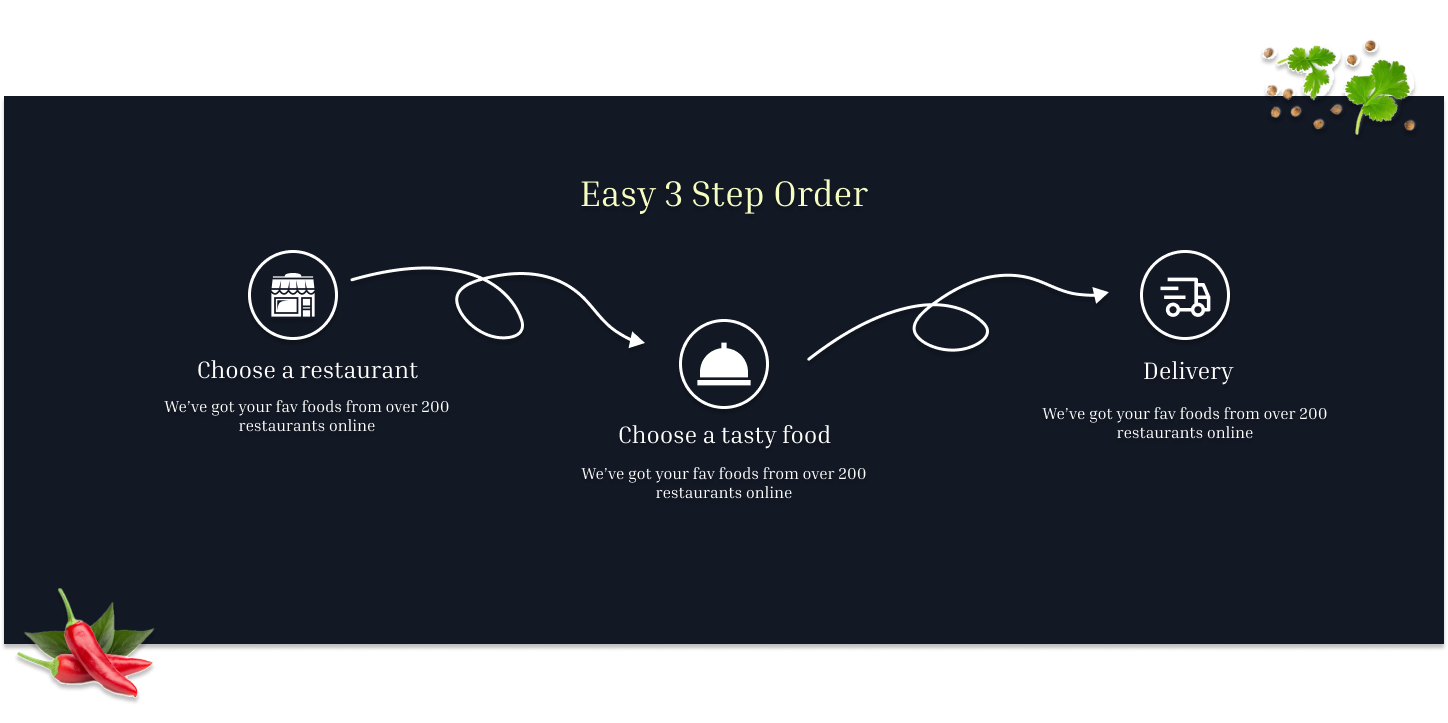 Easy 3 Step Order
Choose a restaurant
We’ve got your fav foods from over 200
restaurants online
Choose a tasty food
We’ve got your fav foods from over 200
restaurants online
Delivery
We’ve got your fav foods from over 200
restaurants online